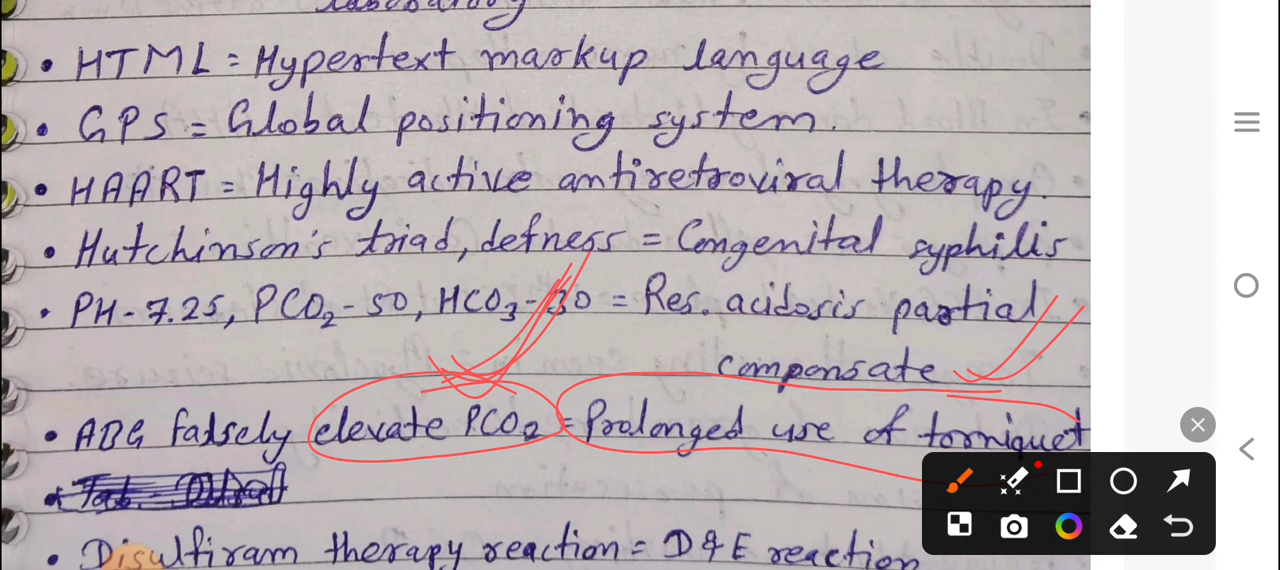 laboratory
• HTML = Hypertext markup language
• GPS = Global positioning system.
• HAART = Highly active antiretroviral therapy.
• Hutchinson's triad, defness = Congenital syphilis
• PH - 7.25, PCO2 - 50, HCO3 - 30 = Res. acidosis partial
compensate
• ABG falsely elevate PCO2 = Prolonged use of torniquet
• Disulfiram therapy reaction = D & E reaction